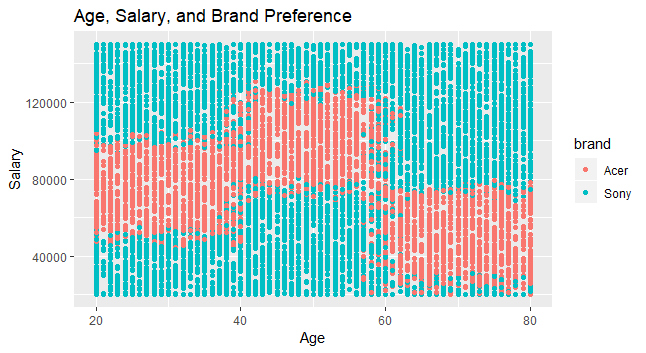 Age, Salary, and Brand Preference
120000
80000
40000
Salary
20
40
60
80
Age
brand
Acer
Sony